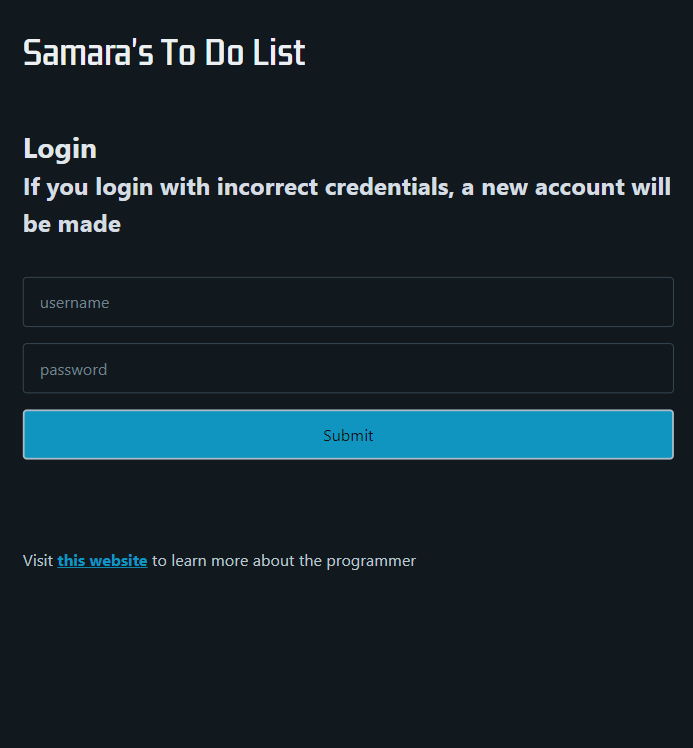 Samara's To Do List
Login
If you login with incorrect credentials, a new account will
be made
username
password
Submit
Visit this website to learn more about the programmer